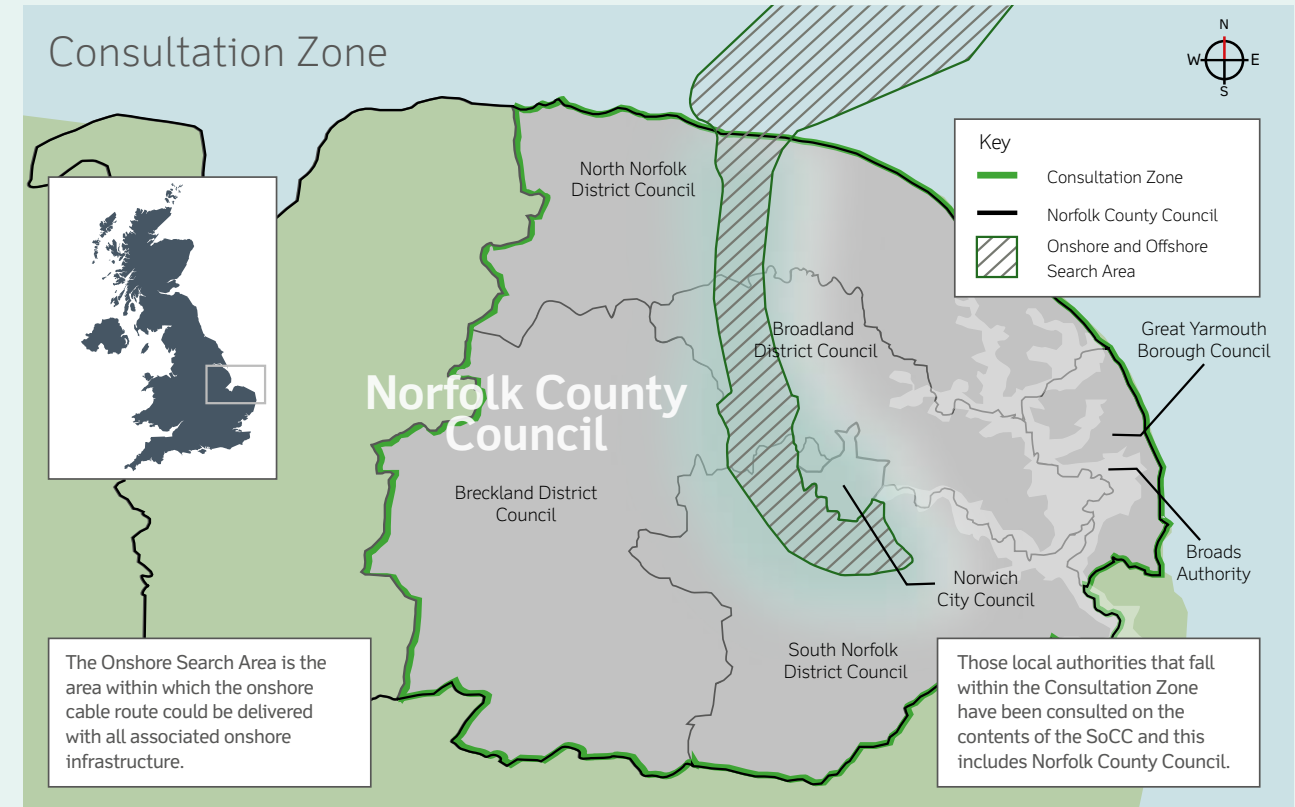 Consultation Zone
N
W
E
S
Key
Consultation Zone
Norfolk County Council
Onshore and Offshore
Search Area
North Norfolk
District Council
Broadland
District Council
Great Yarmouth
Borough Council
Norfolk County
Council
Breckland District
Council
Broads
Authority
Norwich
City Council
South Norfolk
District Council
The Onshore Search Area is the
area within which the onshore
cable route could be delivered
with all associated onshore
infrastructure.
Those local authorities that fall
within the Consultation Zone
have been consulted on the
contents of the SoCC and this
includes Norfolk County Council.